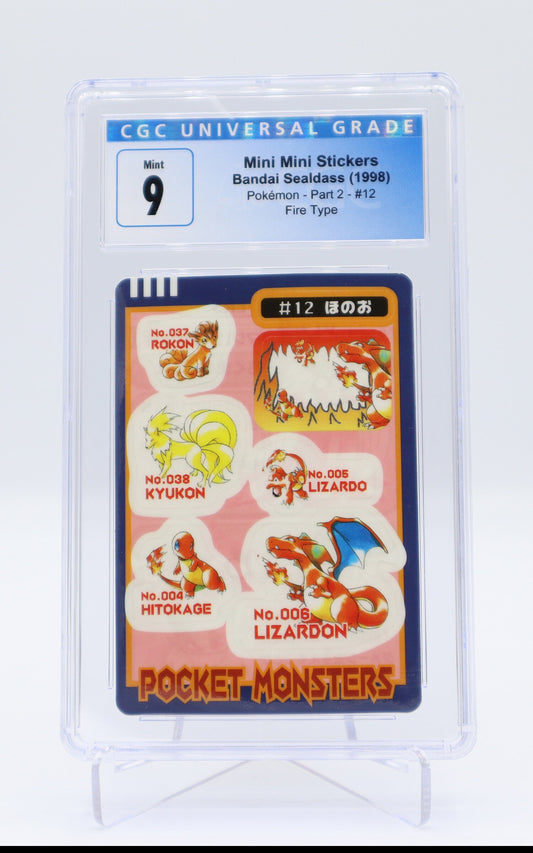 CGC UNIVERSAL GRADE
Mint
9
Mini Mini Stickers
Bandai Sealdass (1998)
Pokémon - Part 2 - #12
Fire Type
#12 ほのお
No.037
ROKON
No.038
KYUKON
No.005
LIZARDO
No.004
HITOKAGE
No.006
LIZARDON
POCKET MONSTERS